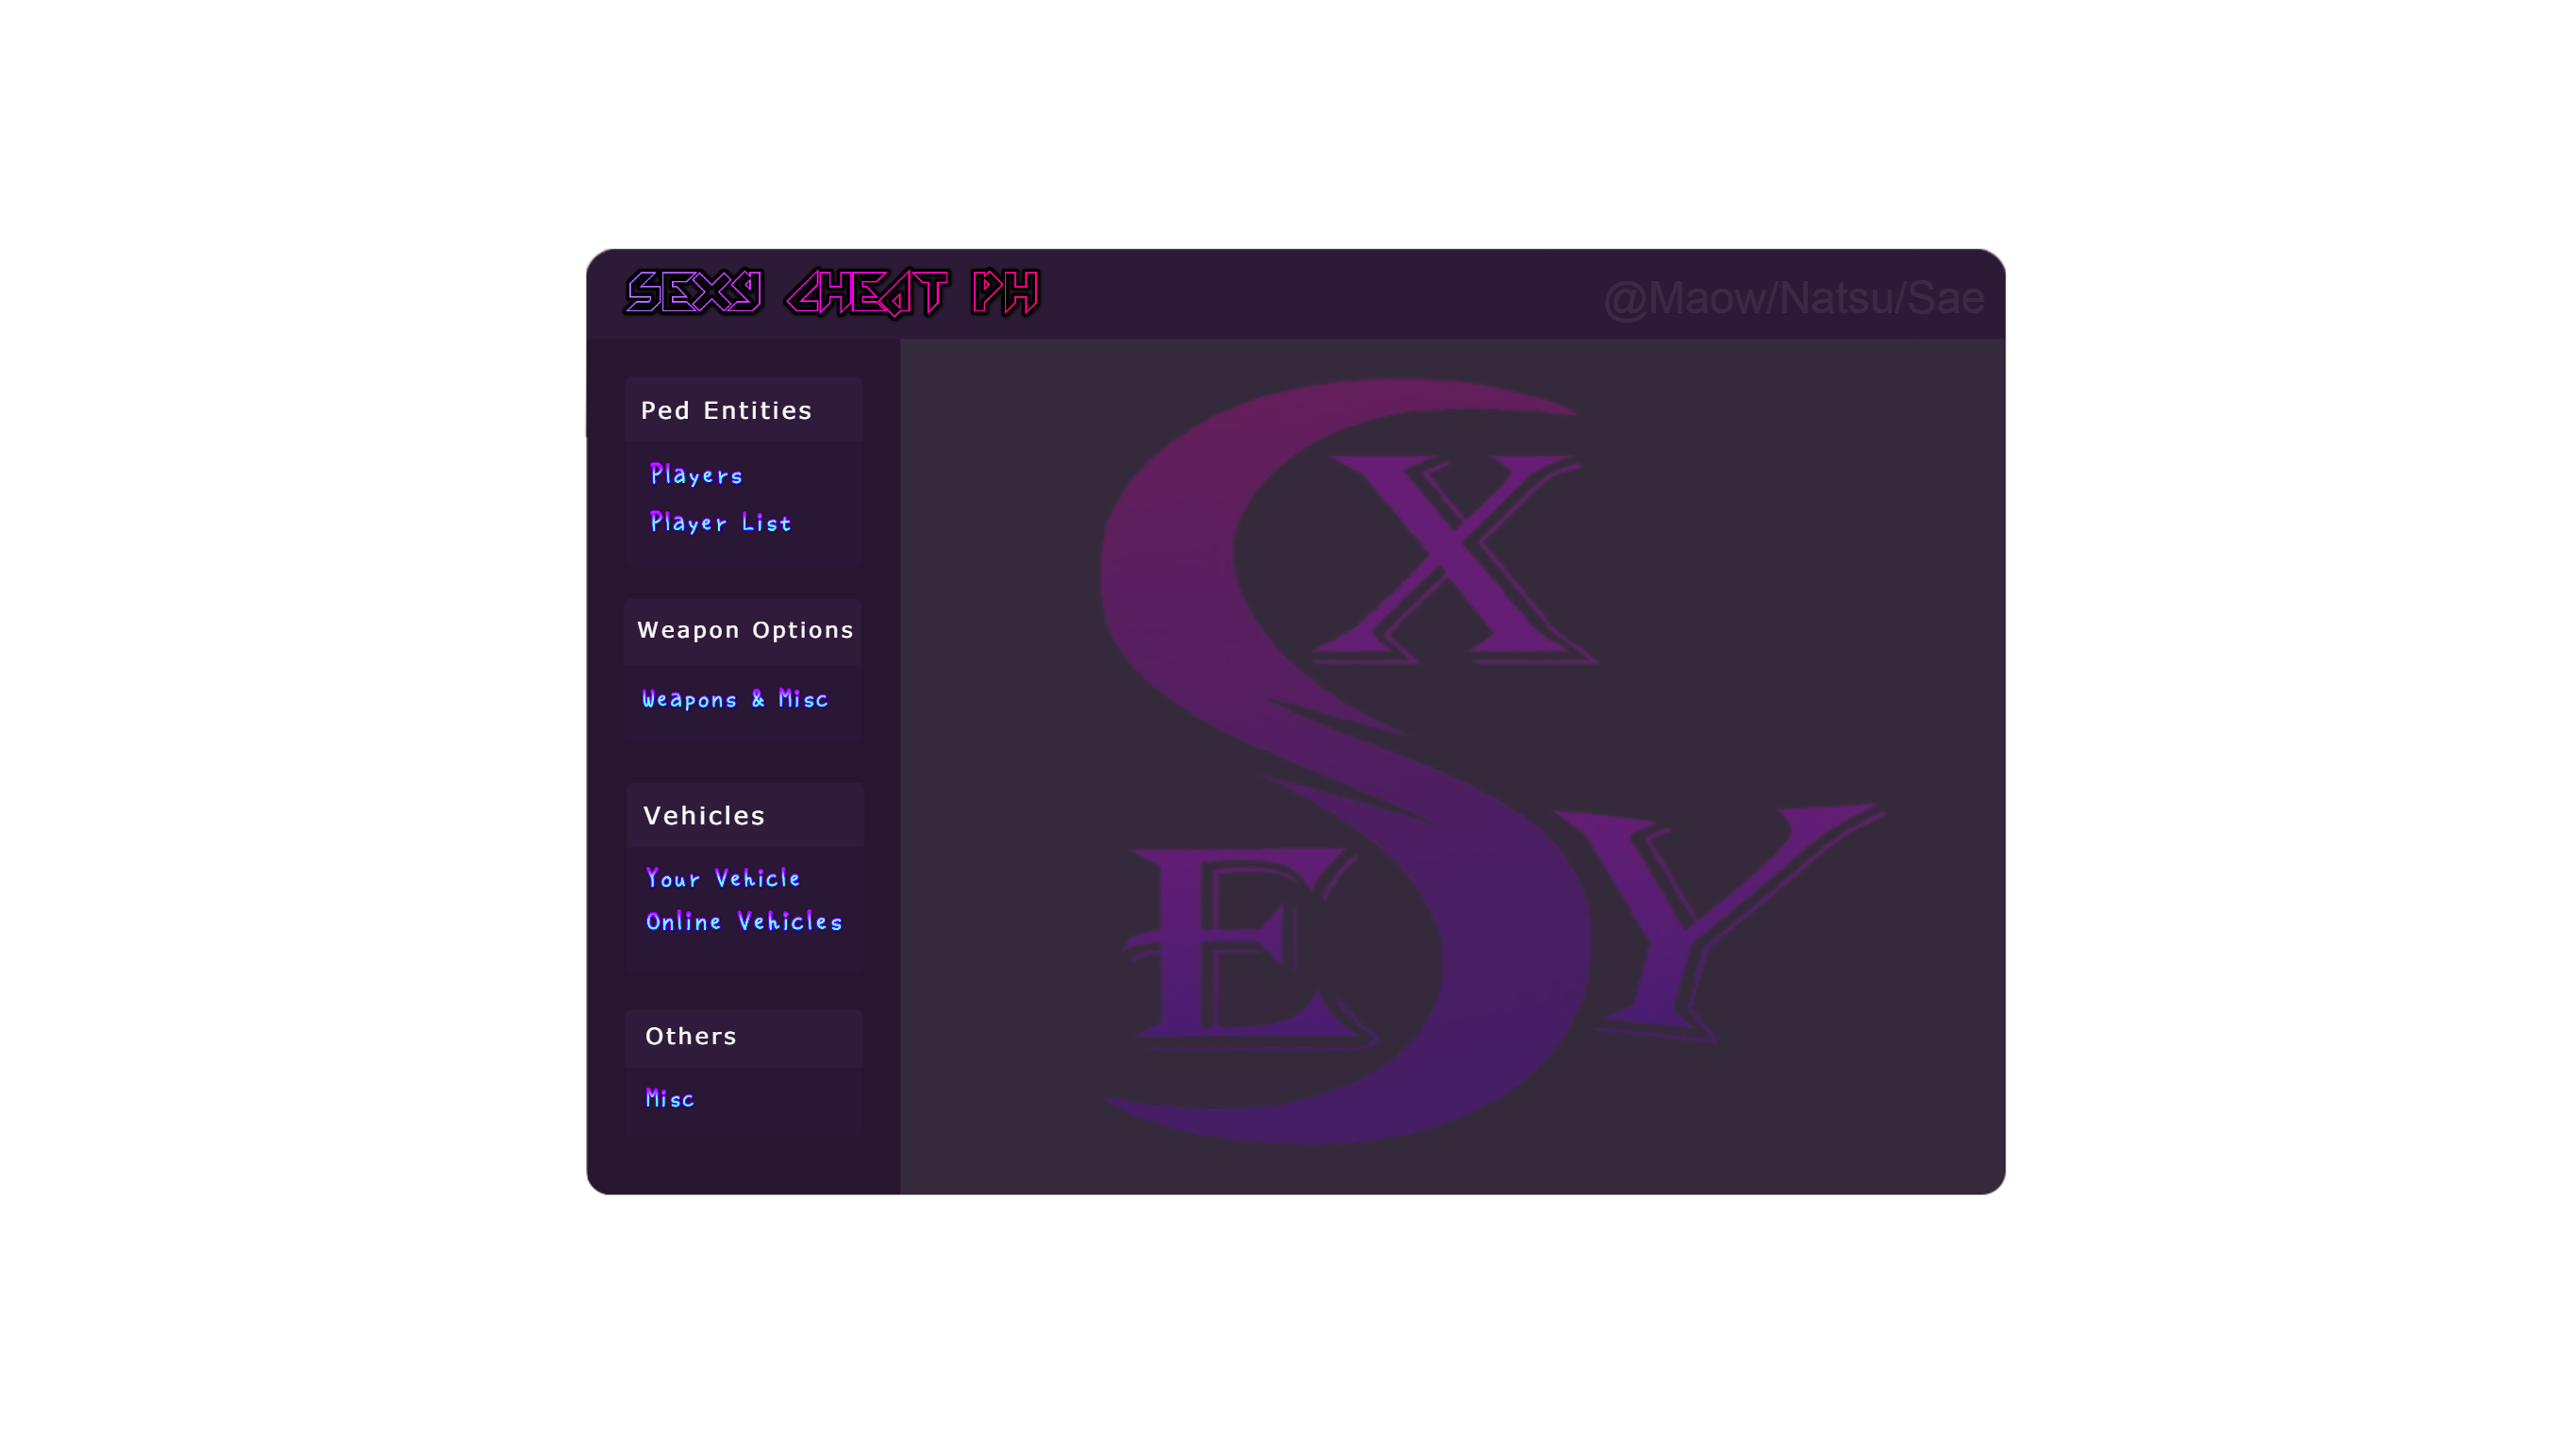 SEXY CHEAT PH
@Maow/Natsu/Sae
Ped Entities
Players
Player List
Weapon Options
Weapons & Misc
Vehicles
Your Vehicle
Online Vehicles
Others
Misc
S
X
E
Y